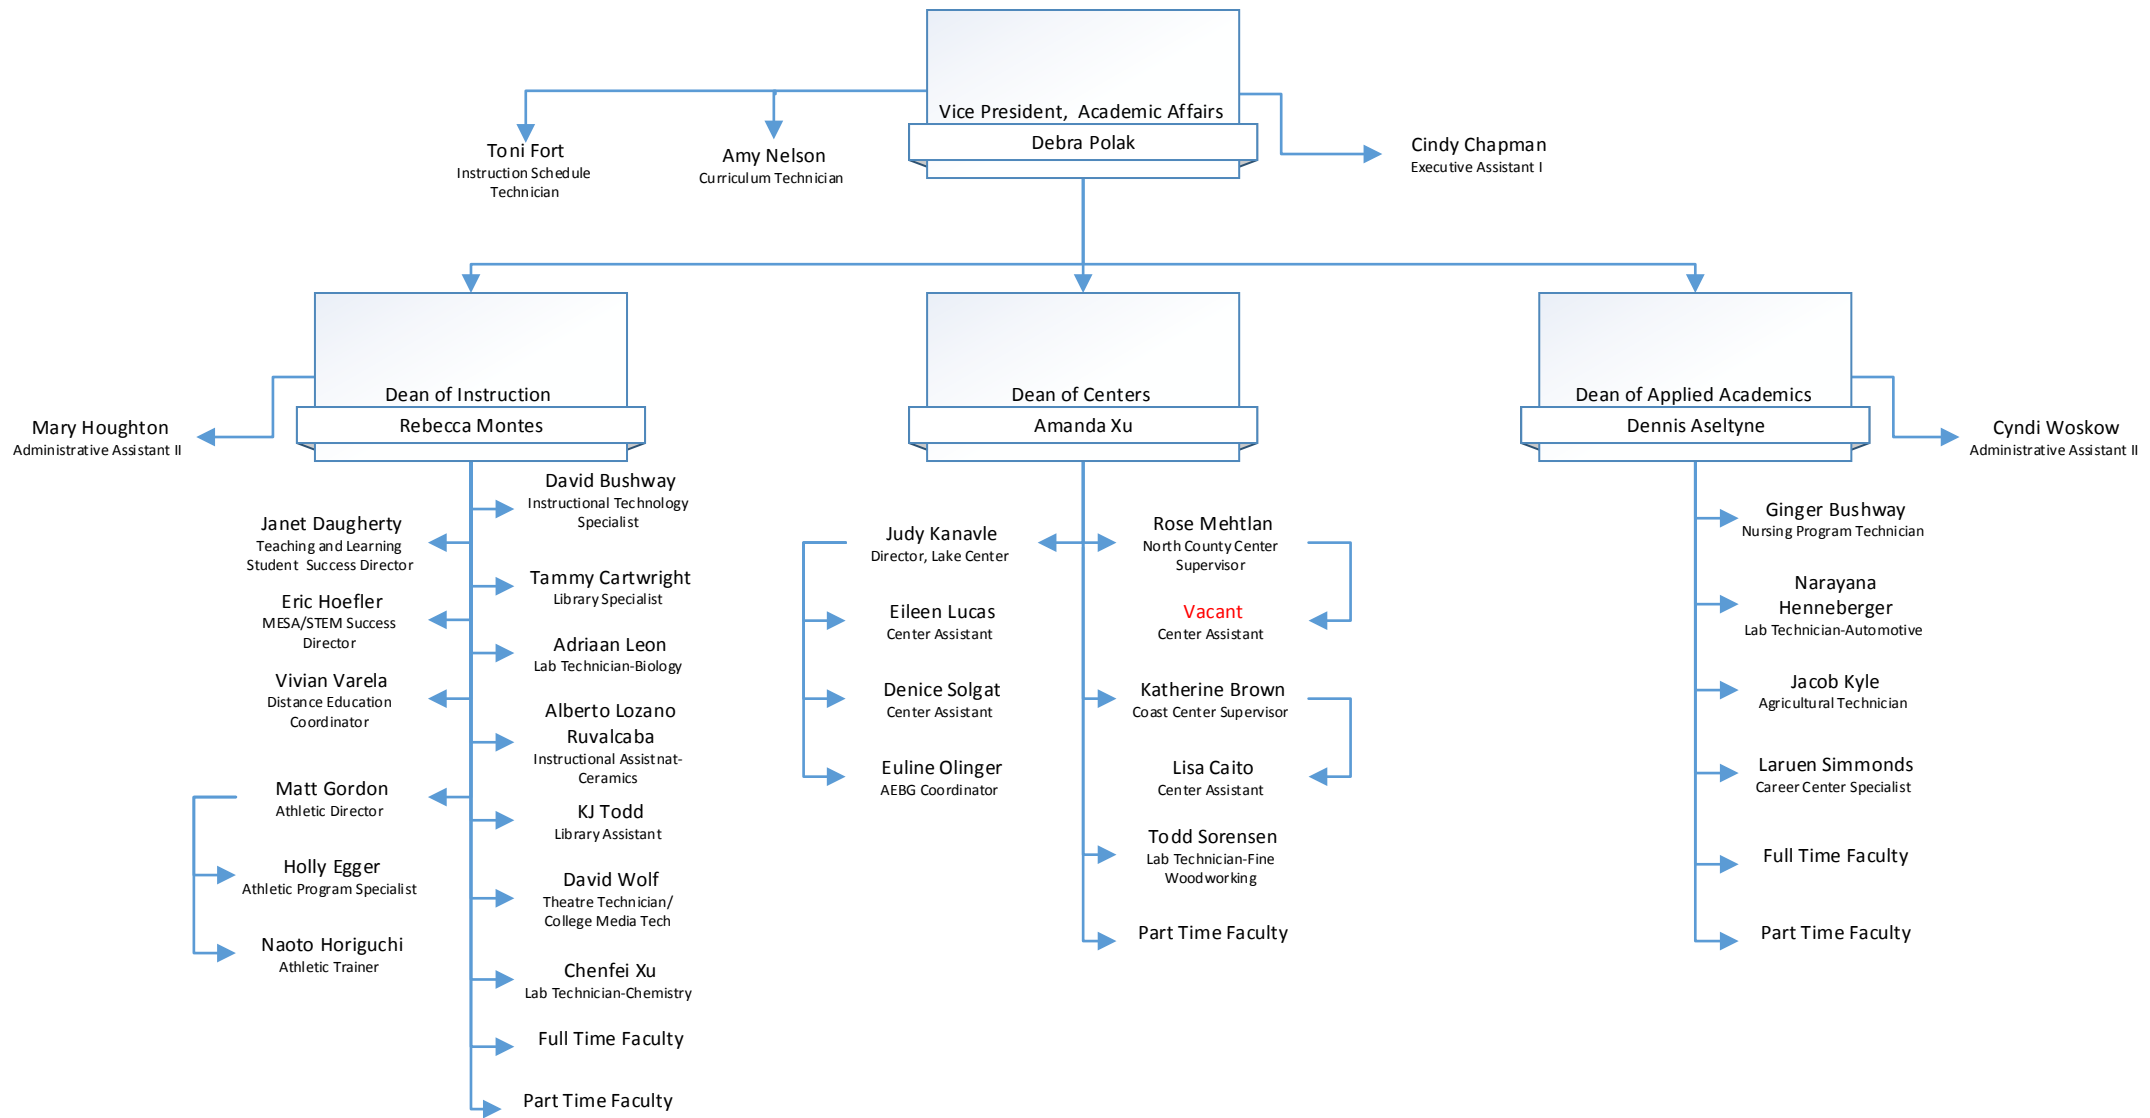 Vice President, Academic Affairs
Debra Polak
Toni Fort
Instruction Schedule
Technician
Amy Nelson
Curriculum Technician
Cindy Chapman
Executive Assistant I
Dean of Instruction
Rebecca Montes
Mary Houghton
Administrative Assistant II
David Bushway
Instructional Technology
Specialist
Janet Daugherty
Teaching and Learning
Student Success Director
Tammy Cartwright
Library Specialist
Eric Hoefler
MESA/STEM Success
Director
Adriaan Leon
Lab Technician-Biology
Vivian Varela
Distance Education
Coordinator
Alberto Lozano
Ruvalcaba
Instructional Assistnat-
Ceramics
Matt Gordon
Athletic Director
KJ Todd
Library Assistant
Holly Egger
Athletic Program Specialist
David Wolf
Theatre Technician/
College Media Tech
Naoto Horiguchi
Athletic Trainer
Chenfei Xu
Lab Technician-Chemistry
Full Time Faculty
Part Time Faculty
Dean of Centers
Amanda Xu
Judy Kanavle
Director, Lake Center
Rose Mehtlan
North County Center
Supervisor
Eileen Lucas
Center Assistant
Vacant
Center Assistant
Denice Solgat
Center Assistant
Katherine Brown
Coast Center Supervisor
Euline Olinger
AEBG Coordinator
Lisa Caito
Center Assistant
Todd Sorensen
Lab Technician-Fine
Woodworking
Part Time Faculty
Dean of Applied Academics
Dennis Aseltyne
Cyndi Woskow
Administrative Assistant II
Ginger Bushway
Nursing Program Technician
Narayana
Henneberger
Lab Technician-Automotive
Jacob Kyle
Agricultural Technician
Laruen Simmonds
Career Center Specialist
Full Time Faculty
Part Time Faculty